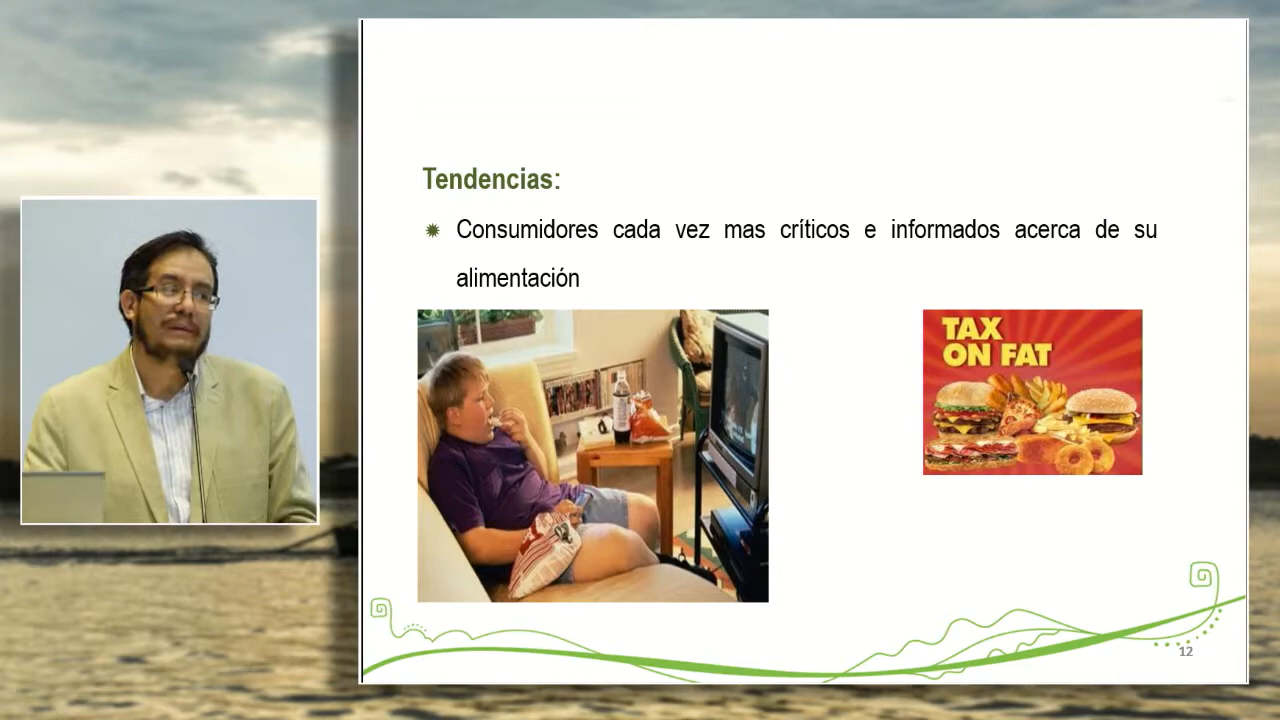 Tendencias:
Consumidores cada vez mas críticos e informados acerca de su
alimentación
TAX
ON FAT
12